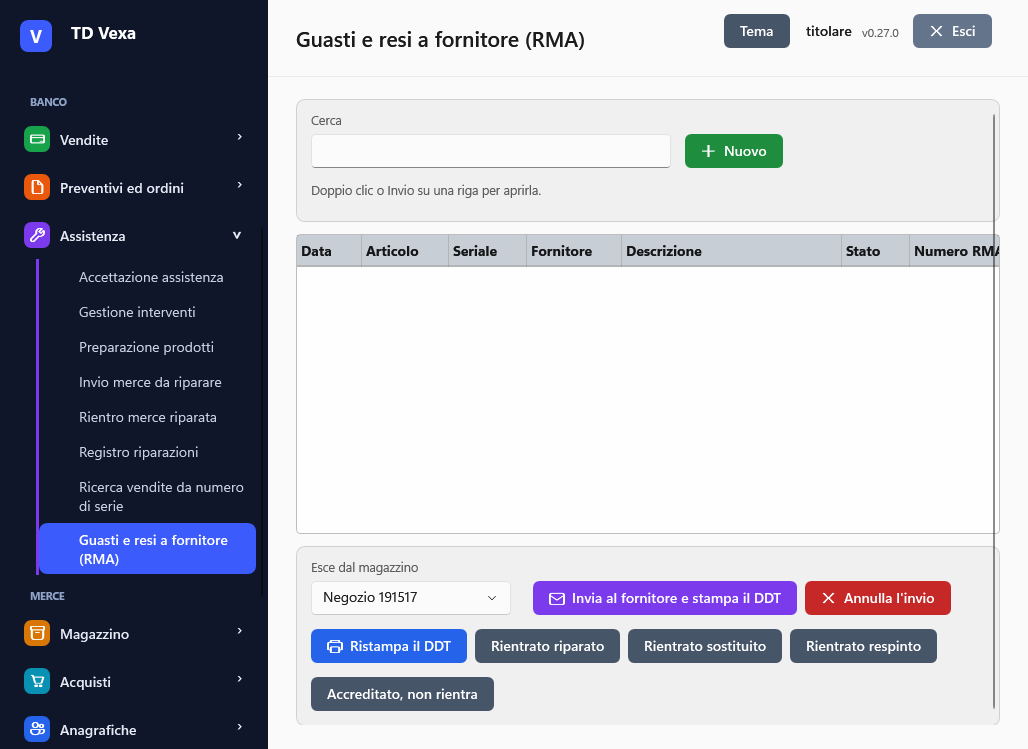 V TD Vexa
Guasti e resi a fornitore (RMA)
Tema
titolare
v0.27.0
Esci
BANCO
Vendite
Preventivi ed ordini
Assistenza
Accettazione assistenza
Gestione interventi
Preparazione prodotti
Invio merce da riparare
Rientro merce riparata
Registro riparazioni
Ricerca vendite da numero
di serie
Guasti e resi a fornitore
(RMA)
MERCE
Magazzino
Acquisti
Anagrafiche
Cerca
Nuovo
Doppio clic o Invio su una riga per aprirla.
Data Articolo Seriale Fornitore Descrizione Stato Numero RMA
Esce dal magazzino
Negozio 191517
Invia al fornitore e stampa il DDT
Annulla l'invio
Ristampa il DDT
Rientrato riparato
Rientrato sostituito
Rientrato respinto
Accreditato, non rientra